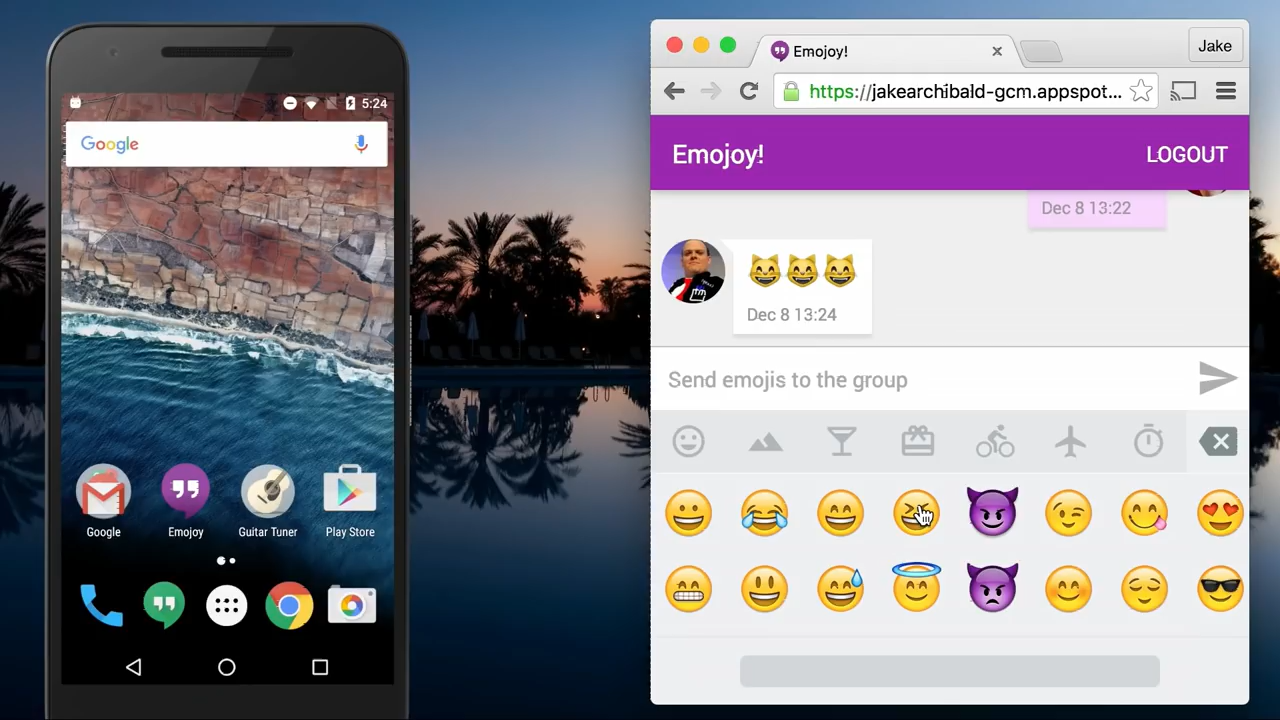 5:24
Google
Google
Emojoy
Guitar Tuner
Play Store
Emojoy!
Jake
https://jakearchibald-gcm.appspot...
Emojoy!
LOGOUT
Dec 8 13:22
Dec 8 13:24
Send emojis to the group